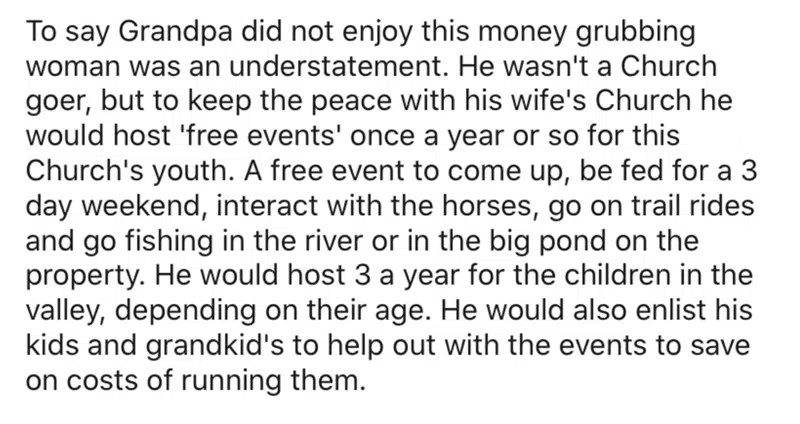 To say Grandpa did not enjoy this money grubbing
woman was an understatement. He wasn't a Church
goer, but to keep the peace with his wife's Church he
would host 'free events' once a year or so for this
Church's youth. A free event to come up, be fed for a 3
day weekend, interact with the horses, go on trail rides
and go fishing in the river or in the big pond on the
property. He would host 3 a year for the children in the
valley, depending on their age. He would also enlist his
kids and grandkid's to help out with the events to save
on costs of running them.